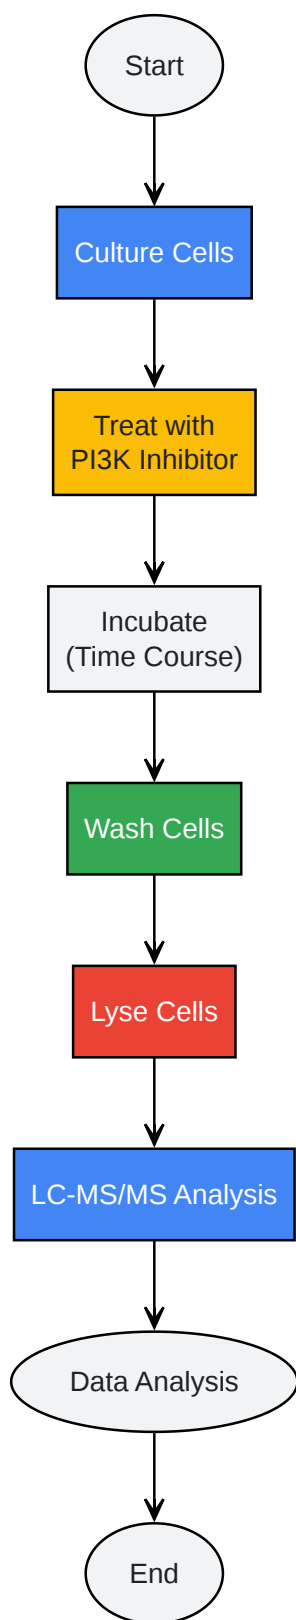 Start
Culture Cells
Treat with
PI3K Inhibitor
Incubate
(Time Course)
Wash Cells
Lyse Cells
LC-MS/MS Analysis
Data Analysis
End